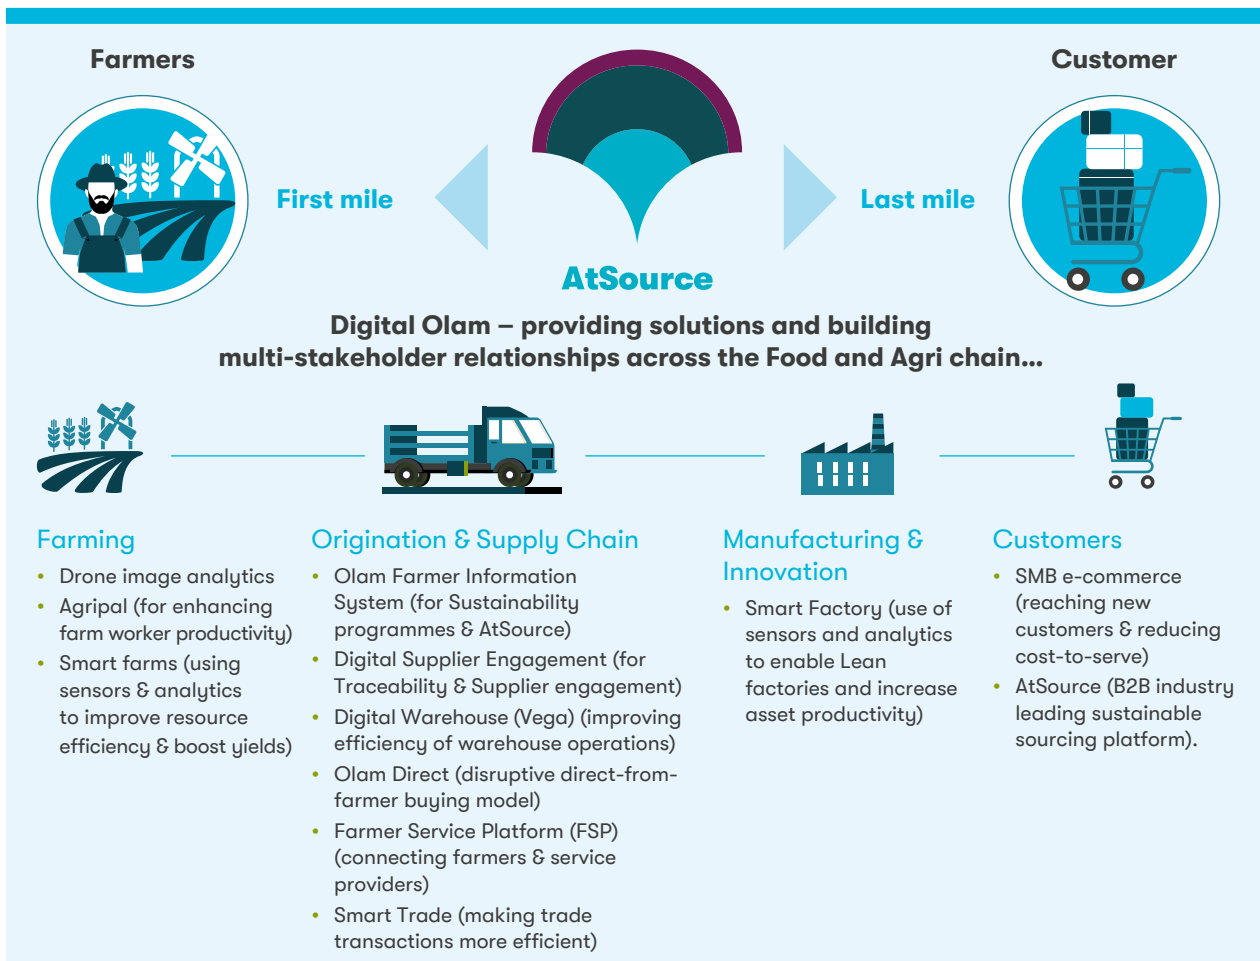 Farmers
Customer
First mile
Last mile
AtSource
Digital Olam – providing solutions and building
multi-stakeholder relationships across the Food and Agri chain...
Farming
• Drone image analytics
• Agripal (for enhancing
farm worker productivity)
• Smart farms (using
sensors & analytics
to improve resource
efficiency & boost yields)
Origination & Supply Chain
• Olam Farmer Information
System (for Sustainability
programmes & AtSource)
• Digital Supplier Engagement (for
Traceability & Supplier engagement)
• Digital Warehouse (Vega) (improving
efficiency of warehouse operations)
• Olam Direct (disruptive direct-from-
farmer buying model)
• Farmer Service Platform (FSP)
(connecting farmers & service
providers)
• Smart Trade (making trade
transactions more efficient)
Manufacturing &
Innovation
• Smart Factory (use of
sensors and analytics
to enable Lean
factories and increase
asset productivity)
Customers
• SMB e-commerce
(reaching new
customers & reducing
cost-to-serve)
• AtSource (B2B industry
leading sustainable
sourcing platform).